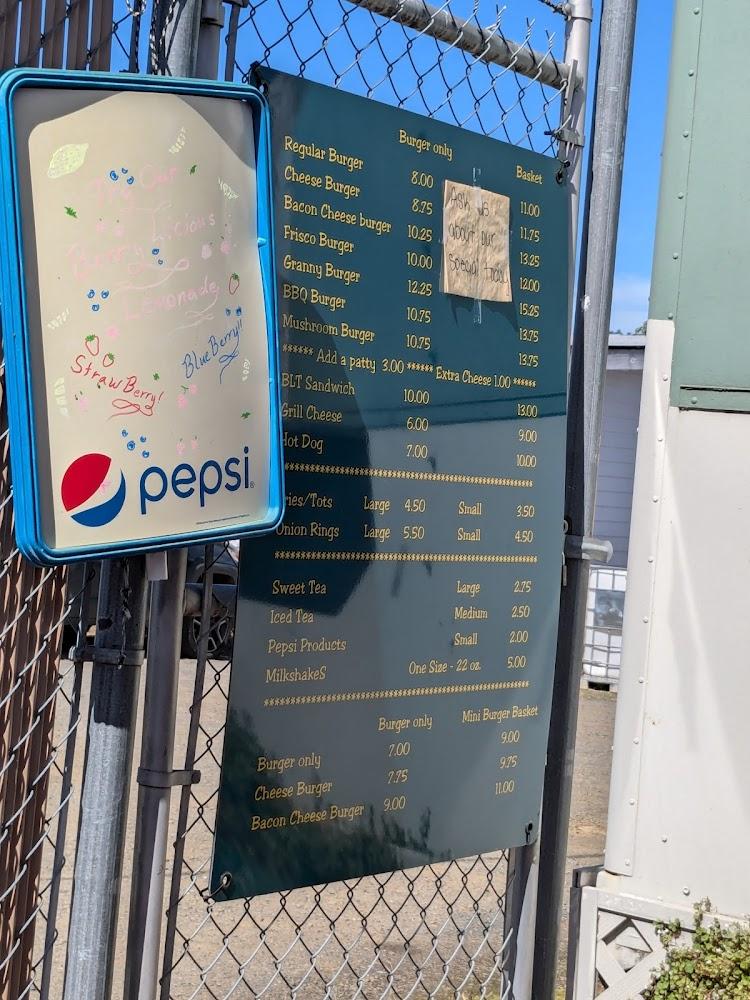 Try Our
Berry licious
Lemonade
StrawBerry!
BlueBerry!!
pepsi
Burger only Basket
Regular Burger 8.00 11.00
Cheese Burger 8.75 11.75
Bacon Cheese burger 10.25 13.25
Frisco Burger 10.00 12.00
Granny Burger 12.25 15.25
BBQ Burger 10.75 13.75
Mushroom Burger 10.75 13.75
****** Add a patty 3.00 ****** Extra Cheese 1.00 ******
BLT Sandwich 10.00 13.00
Grill Cheese 6.00 9.00
Hot Dog 7.00 10.00
ries/Tots Large 4.50 Small 3.50
Onion Rings Large 5.50 Small 4.50
Sweet Tea Large 2.75
Iced Tea Medium 2.50
Pepsi Products Small 2.00
MilkshakeS One Size - 22 oz. 5.00
Burger only Mini Burger Basket
Burger only 7.00 9.00
Cheese Burger 7.75 9.75
Bacon Cheese Burger 9.00 11.00
Ask us
about our
special today